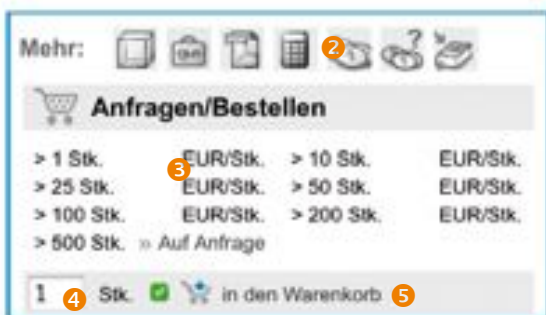 Mehr: 2 ?
Anfragen/Bestellen
> 1 Stk. 3 EUR/Stk. > 10 Stk. EUR/Stk.
> 25 Stk. EUR/Stk. > 50 Stk. EUR/Stk.
> 100 Stk. EUR/Stk. > 200 Stk. EUR/Stk.
> 500 Stk. » Auf Anfrage
1 4 Stk. in den Warenkorb 5